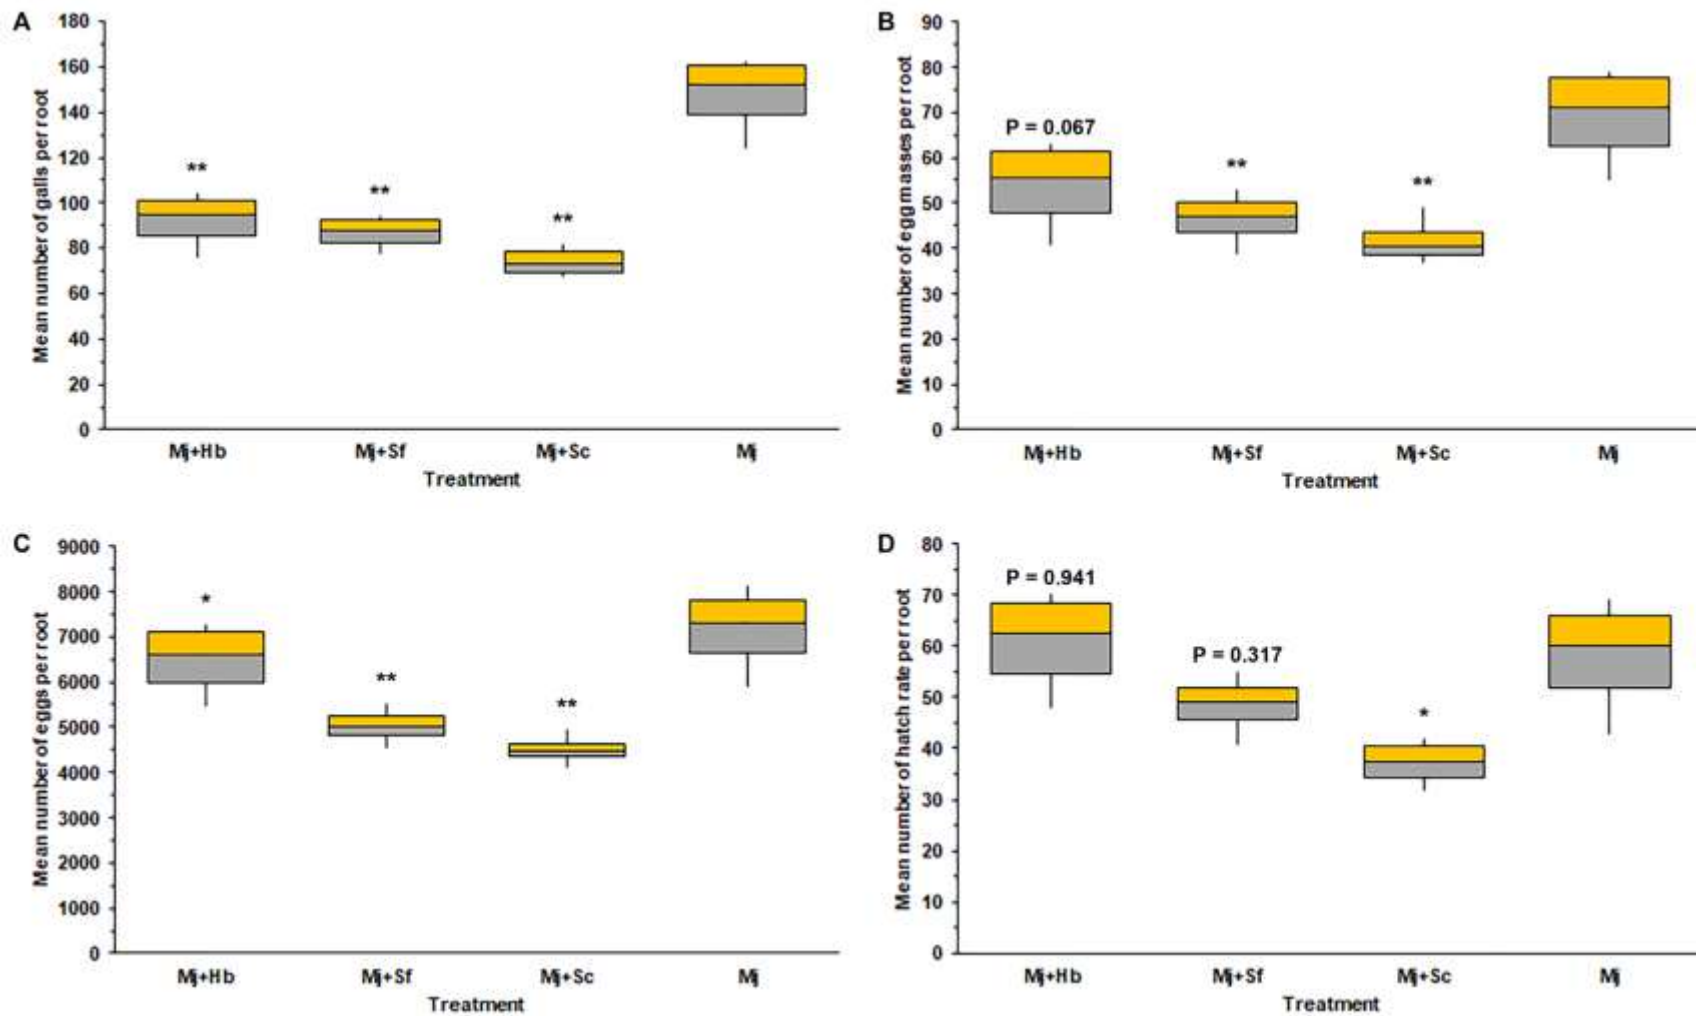 A
Mean number of galls per root
180
160
140
120
100
80
60
40
20
0
**
**
**
Mj+Hb
Mj+Sf
Mj+Sc
Mj
Treatment
B
Mean number of egg masses per root
90
80
70
60
50
40
30
20
10
0
P = 0.067
**
**
Mj+Hb
Mj+Sf
Mj+Sc
Mj
Treatment
C
Mean number of eggs per root
9000
8000
7000
6000
5000
4000
3000
2000
1000
0
*
**
**
Mj+Hb
Mj+Sf
Mj+Sc
Mj
Treatment
D
Mean number of hatch rate per root
80
70
60
50
40
30
20
10
0
P = 0.941
P = 0.317
*
Mj+Hb
Mj+Sf
Mj+Sc
Mj
Treatment